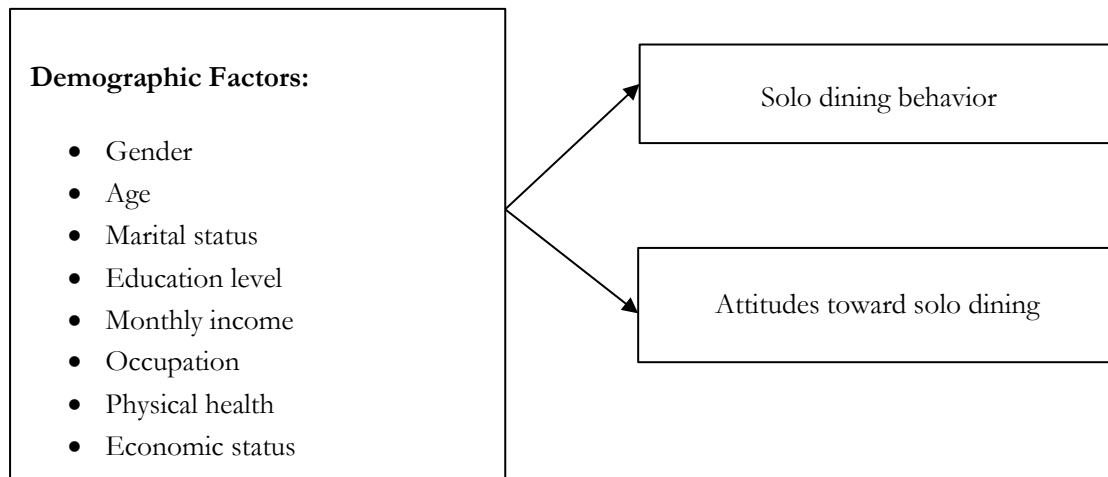 Demographic Factors:
• Gender
• Age
• Marital status
• Education level
• Monthly income
• Occupation
• Physical health
• Economic status
Solo dining behavior
Attitudes toward solo dining